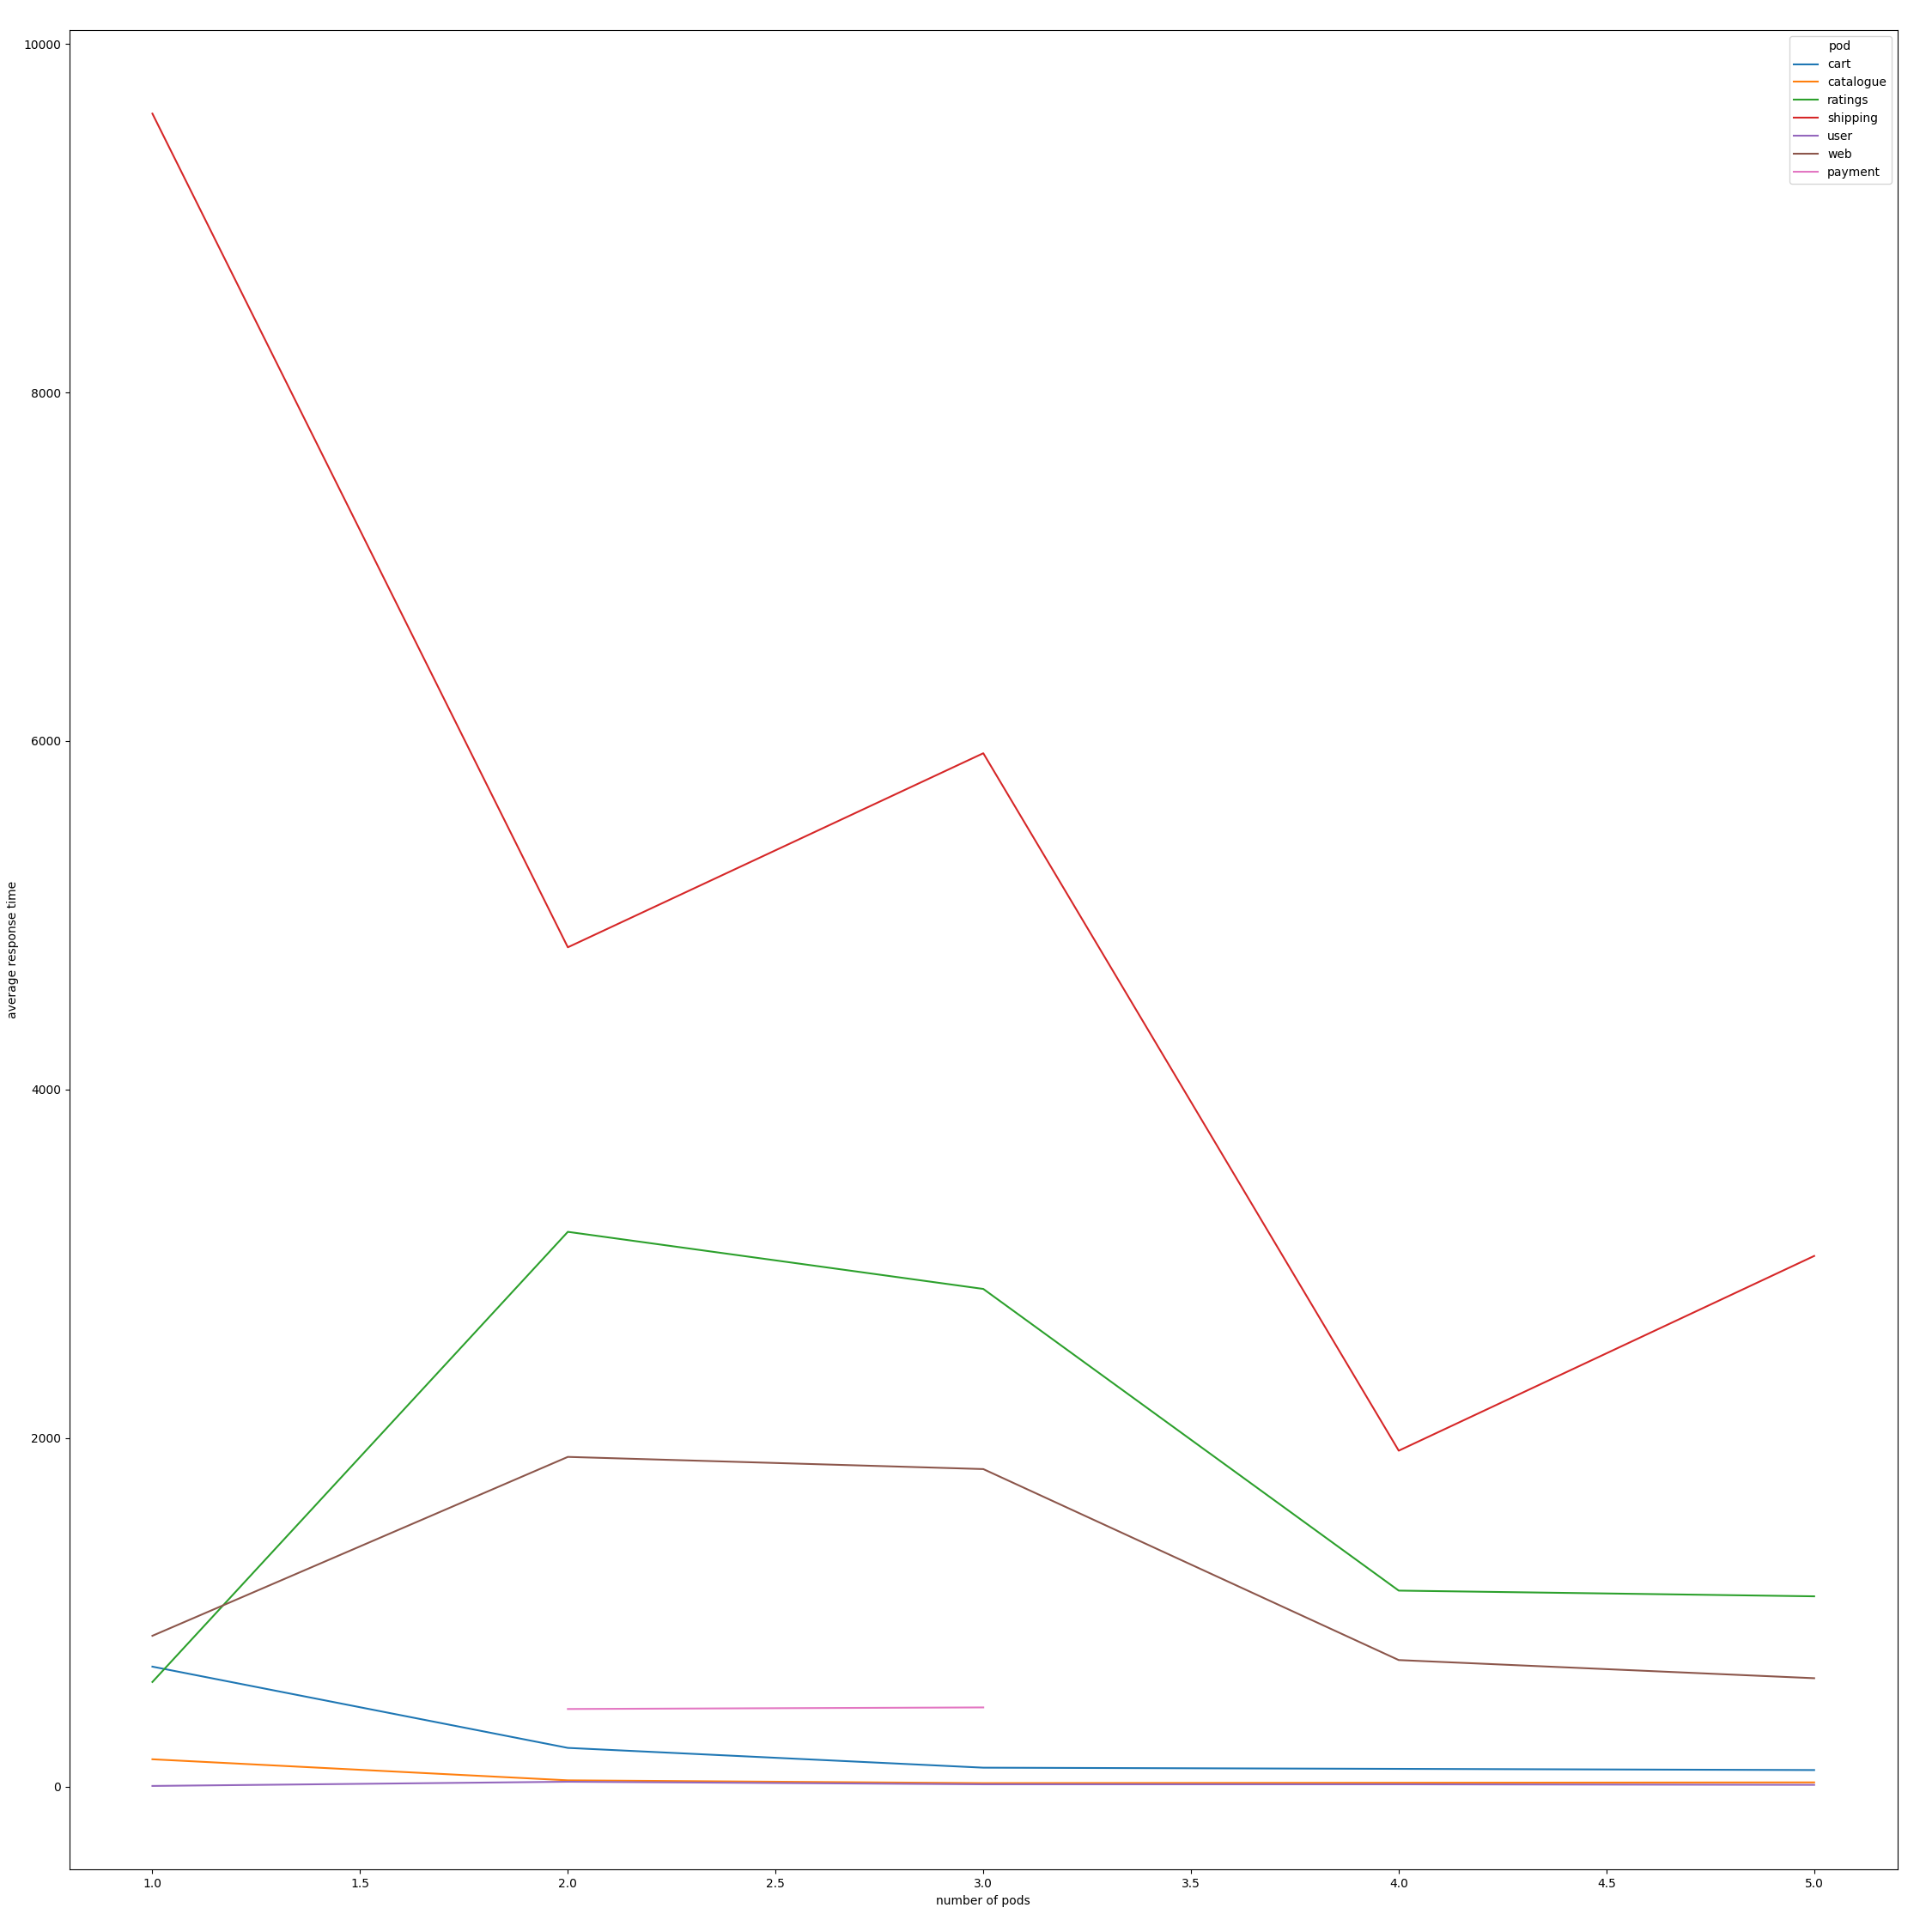 10000
8000
6000
4000
2000
0
average response time
1.0 1.5 2.0 2.5 3.0 3.5 4.0 4.5 5.0
number of pods
pod
cart
catalogue
ratings
shipping
user
web
payment